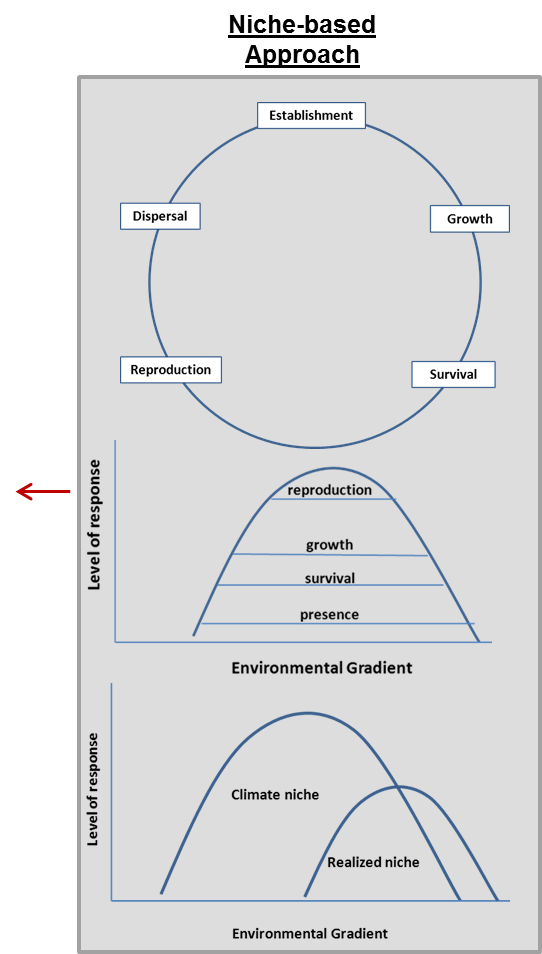 Niche-based
Approach
Establishment
Dispersal
Growth
Reproduction
Survival
Level of response
reproduction
growth
survival
presence
Environmental Gradient
Level of response
Climate niche
Realized niche
Environmental Gradient